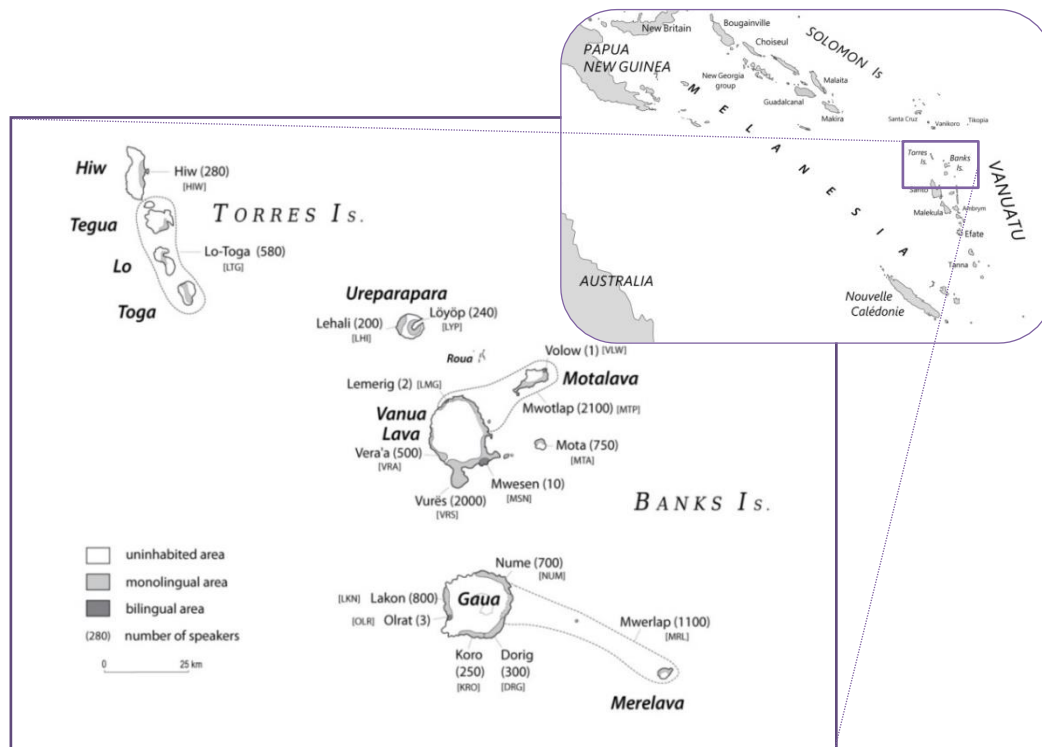 New Britain
Bougainville
Choiseul
SOLOMON Is
PAPUA
NEW GUINEA
New Georgia
group
Malaita
Guadalcanal
Makira
Santa Cruz
Vanikoro
Tikopia
MELANESIA
Torres
Is.
Banks
Is.
VANUATU
Santo
Malekula
Ambrym
Efate
Tanna
AUSTRALIA
Nouvelle
Calédonie
Hiw
Hiw (280)
[HIW]
TORRES Is.
Tegua
Lo-Toga (580)
[LTG]
Lo
Toga
Ureparapara
Löyöp (240)
[LYP]
Lehali (200)
[LHI]
Roua
Volow (1) [VLW]
Motalava
Lemerig (2) [LMG]
Mwotlap (2100)
[MTP]
Vanua
Lava
Mota (750)
[MTA]
Vera'a (500)
[VRA]
Mwesen (10)
[MSN]
Vurës (2000)
[VRS]
BANKS Is.
uninhabited area
monolingual area
bilingual area
(280) number of speakers
0 25 km
Nume (700)
[NUM]
[LKN] Lakon (800)
Gaua
[OLR] Olrat (3)
Koro
(250)
[KRO]
Dorig
(300)
[DRG]
Mwerlap (1100)
[MRL]
Merelava